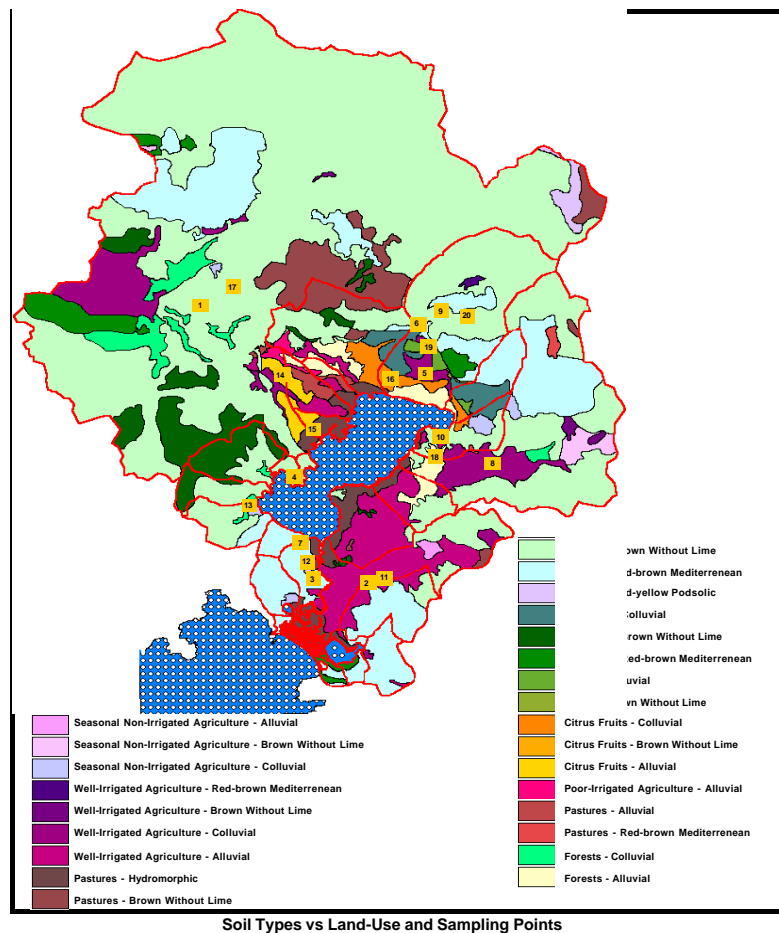 17
1
9
20
6
19
5
14
16
15
10
18
8
4
13
7
12
3
2
11
own Without Lime
d-brown Mediterrenean
d-yellow Podsolic
Colluvial
Brown Without Lime
Red-brown Mediterrenean
uvial
wn Without Lime
Seasonal Non-Irrigated Agriculture - Alluvial
Seasonal Non-Irrigated Agriculture - Brown Without Lime
Seasonal Non-Irrigated Agriculture - Colluvial
Well-Irrigated Agriculture - Red-brown Mediterrenean
Well-Irrigated Agriculture - Brown Without Lime
Well-Irrigated Agriculture - Colluvial
Well-Irrigated Agriculture - Alluvial
Pastures - Hydromorphic
Pastures - Brown Without Lime
Citrus Fruits - Colluvial
Citrus Fruits - Brown Without Lime
Citrus Fruits - Alluvial
Poor-Irrigated Agriculture - Alluvial
Pastures - Alluvial
Pastures - Red-brown Mediterrenean
Forests - Colluvial
Forests - Alluvial
Soil Types vs Land-Use and Sampling Points